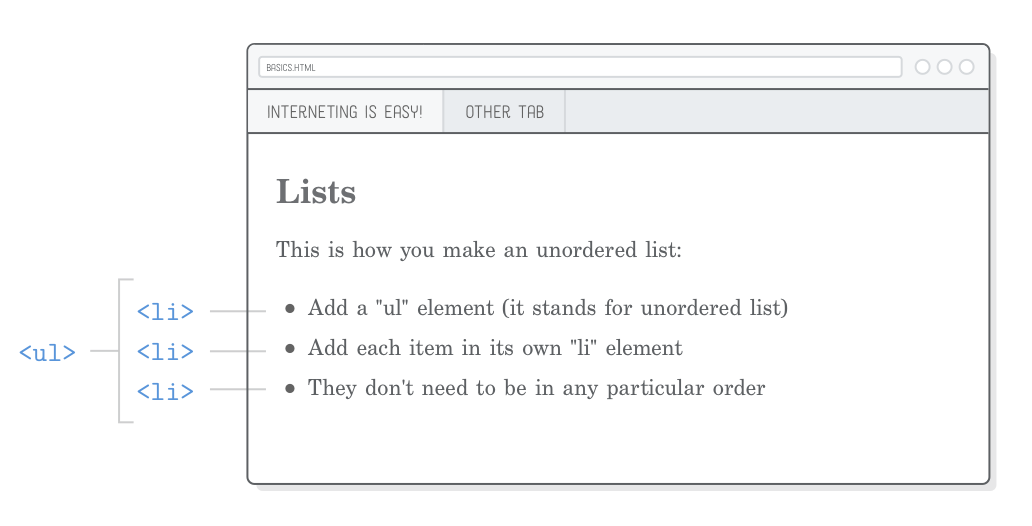 BASICS.HTML
INTERNETING IS EASY! OTHER TAB
Lists
This is how you make an unordered list:
<ul>
<li> • Add a "ul" element (it stands for unordered list)
<li> • Add each item in its own "li" element
<li> • They don't need to be in any particular order